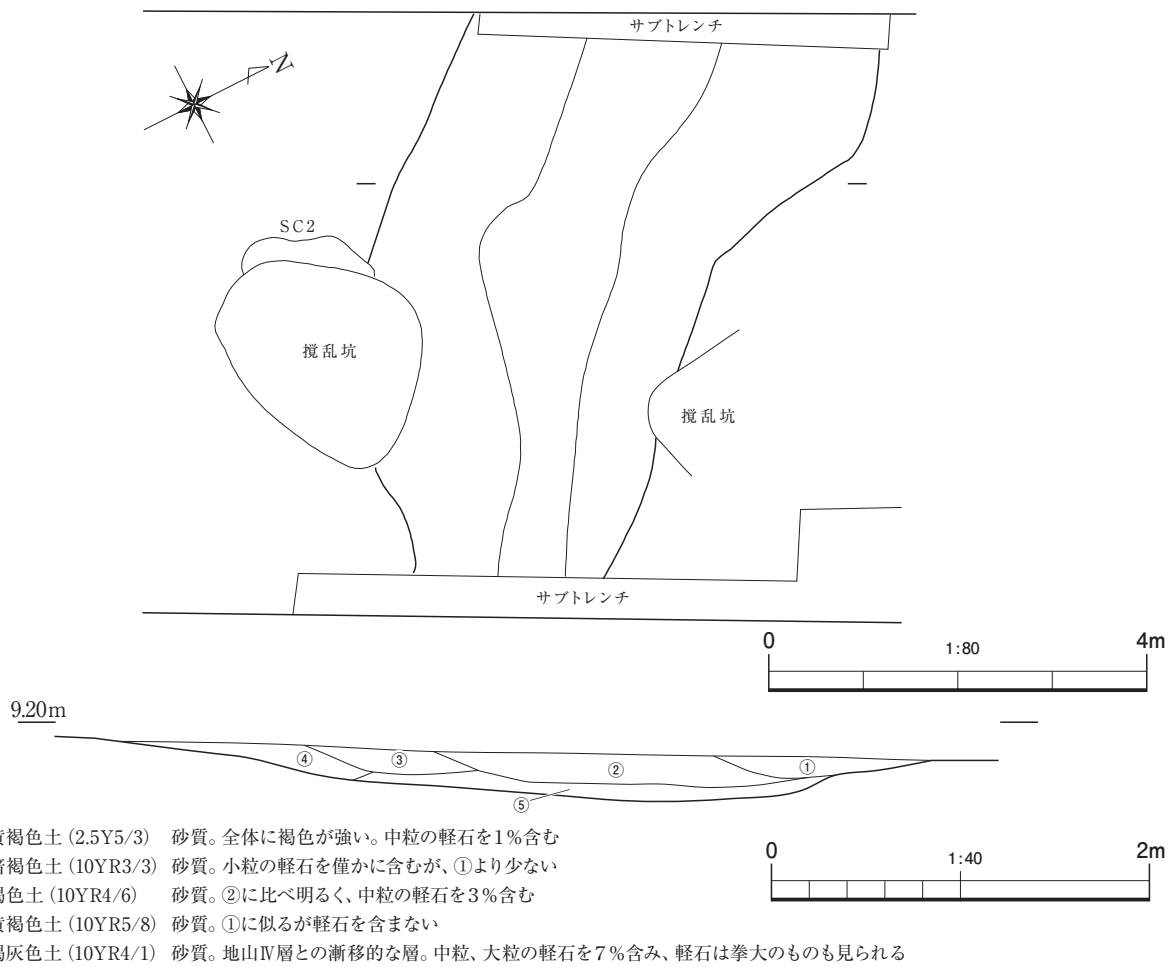 サブトレンチ
N
SC2
撹乱坑
撹乱坑
サブトレンチ
0 1:80 4m
9.20m
④ ③ ② ①
⑤
黄褐色土 (2.5Y5/3) 砂質。全体に褐色が強い。中粒の軽石を1%含む
暗褐色土 (10YR3/3) 砂質。小粒の軽石を僅かに含むが、①より少ない
褐色土 (10YR4/6) 砂質。②に比べ明るく、中粒の軽石を3%含む
黄褐色土 (10YR5/8) 砂質。①に似るが軽石を含まない
褐灰色土 (10YR4/1) 砂質。地山Ⅳ層との漸移的な層。中粒、大粒の軽石を7%含み、軽石は拳大のものも見られる
0 1:40 2m